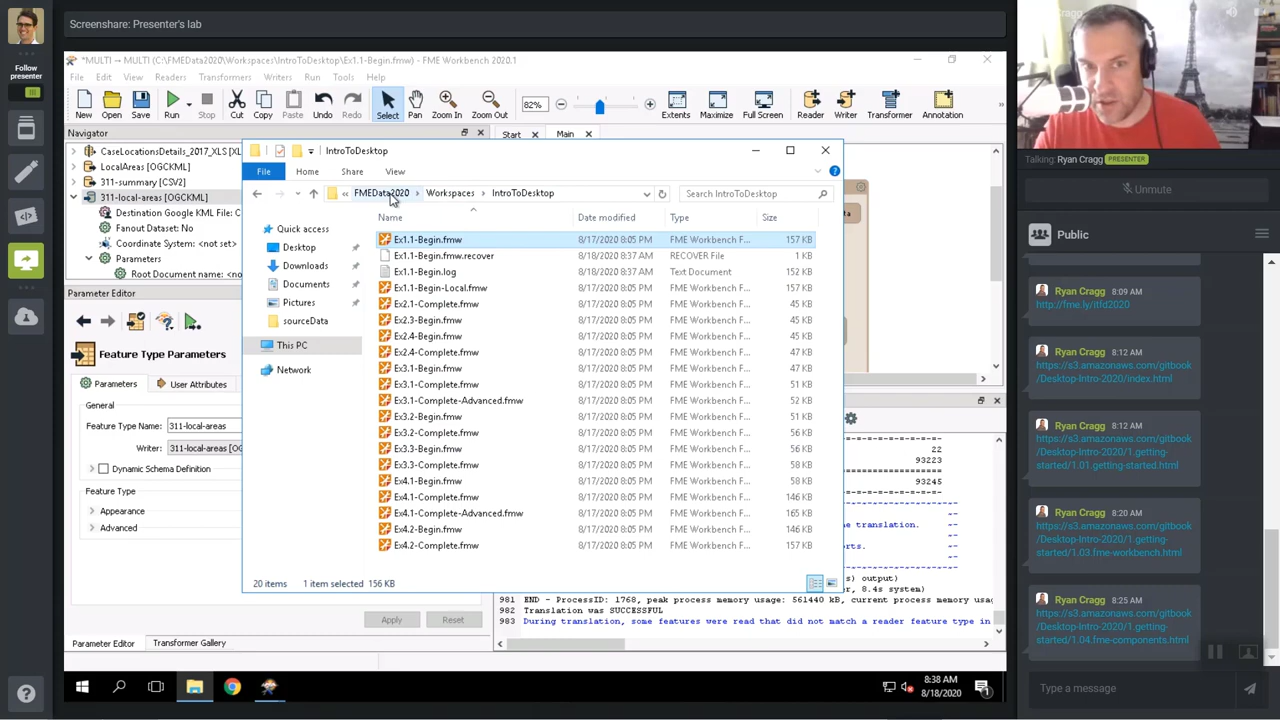 Screenshare: Presenter's lab
Follow
presenter
*MULTI → MULTI (C:\FMEData2020\Workspaces\IntroToDesktop\Ex1.1-Begin.fmw) - FME Workbench 2020.1
File Edit View Readers Transformers Writers Run Tools Help
New Open Save Run Stop Cut Copy Paste Undo Redo Select Pan Zoom In Zoom Out 82% Extents Maximize Full Screen Reader Writer Transformer Annotation
Navigator
Start
Main
CaseLocationsDetails_2017_XLS [XL
LocalAreas [OGCKML]
311-summary [CSV2]
311-local-areas [OGCKML]
Destination Google KML File: C
Fanout Dataset: No
Coordinate System: <not set>
Parameters
Root Document name: <not s
Parameter Editor
Feature Type Parameters
Parameters
User Attributes
General
Feature Type Name: 311-local-areas
Writer: 311-local-areas [OG
Dynamic Schema Definition
Feature Type
Appearance
Advanced
Apply Reset
Parameter Editor Transformer Gallery
IntroToDesktop
File Home Share View
« FMEData2020 › Workspaces › IntroToDesktop
Search IntroToDesktop
Name Date modified Type Size
Quick access
Desktop
Downloads
Documents
Pictures
sourceData
This PC
Network
Ex1.1-Begin.fmw 8/17/2020 8:05 PM FME Workbench F... 157 KB
Ex1.1-Begin.fmw.recover 8/18/2020 8:37 AM RECOVER File 1 KB
Ex1.1-Begin.log 8/17/2020 8:05 PM Text Document 152 KB
Ex1.1-Begin-Local.fmw 8/17/2020 8:05 PM FME Workbench F... 157 KB
Ex2.1-Complete.fmw 8/17/2020 8:05 PM FME Workbench F... 45 KB
Ex2.3-Begin.fmw 8/17/2020 8:05 PM FME Workbench F... 45 KB
Ex2.4-Begin.fmw 8/17/2020 8:05 PM FME Workbench F... 45 KB
Ex2.4-Complete.fmw 8/17/2020 8:05 PM FME Workbench F... 47 KB
Ex3.1-Begin.fmw 8/17/2020 8:05 PM FME Workbench F... 47 KB
Ex3.1-Complete.fmw 8/17/2020 8:05 PM FME Workbench F... 51 KB
Ex3.1-Complete-Advanced.fmw 8/17/2020 8:05 PM FME Workbench F... 52 KB
Ex3.2-Begin.fmw 8/17/2020 8:05 PM FME Workbench F... 51 KB
Ex3.2-Complete.fmw 8/17/2020 8:05 PM FME Workbench F... 56 KB
Ex3.3-Begin.fmw 8/17/2020 8:05 PM FME Workbench F... 56 KB
Ex3.3-Complete.fmw 8/17/2020 8:05 PM FME Workbench F... 58 KB
Ex4.1-Begin.fmw 8/17/2020 8:05 PM FME Workbench F... 58 KB
Ex4.1-Complete.fmw 8/17/2020 8:05 PM FME Workbench F... 146 KB
Ex4.1-Complete-Advanced.fmw 8/17/2020 8:05 PM FME Workbench F... 165 KB
Ex4.2-Begin.fmw 8/17/2020 8:05 PM FME Workbench F... 146 KB
Ex4.2-Complete.fmw 8/17/2020 8:05 PM FME Workbench F... 157 KB
20 items 1 item selected 156 KB
22
93223
93245
e translation.
orts.
s) output)
r, 8.4s system)
981 END - ProcessID: 1768, peak process memory usage: 561440 kB, current process memory us
982 Translation was SUCCESSFUL
983 During translation, some features were read that did not match a reader feature type in
8:38 AM
8/18/2020
Ryan Cragg
Talking: Ryan Cragg PRESENTER
Unmute
Public
Ryan Cragg 8:09 AM
http://fme.ly/itfd2020
Ryan Cragg 8:12 AM
https://s3.amazonaws.com/gitbook
/Desktop-Intro-2020/index.html
Ryan Cragg 8:12 AM
https://s3.amazonaws.com/gitbook
/Desktop-Intro-2020/1.getting-
started/1.01.getting-started.html
Ryan Cragg 8:20 AM
https://s3.amazonaws.com/gitbook
/Desktop-Intro-2020/1.getting-
started/1.03.fme-workbench.html
Ryan Cragg 8:25 AM
https://s3.amazonaws.com/gitbook
/Desktop-Intro-2020/1.getting-
started/1.04.fme-components.html
Type a message